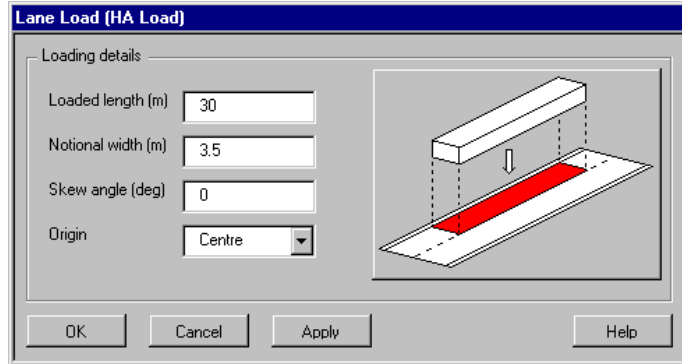 Lane Load (HA Load)
Loading details
Loaded length (m) 30
Notional width (m) 3.5
Skew angle (deg) 0
Origin Centre
OK Cancel Apply Help